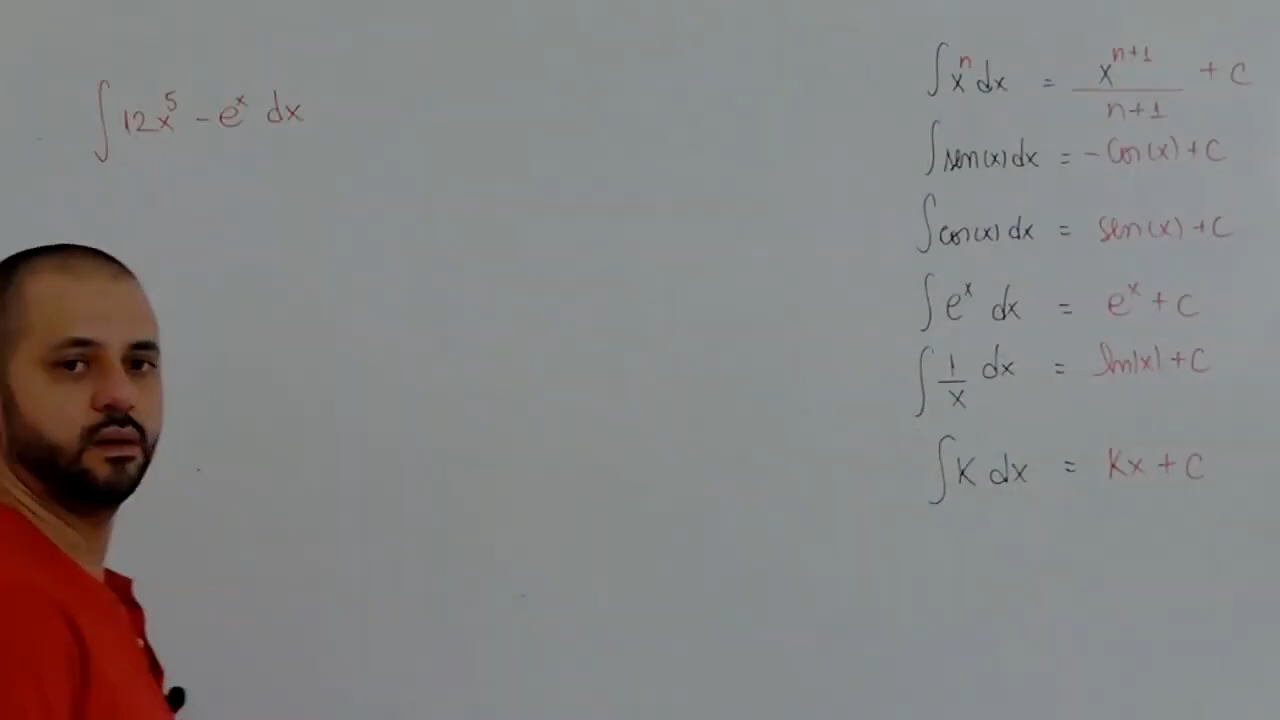 ∫ 12x⁵ - eˣ dx
∫ xⁿ dx = xⁿ⁺¹/(n+1) + C
∫ sen(x) dx = - cos(x) + C
∫ cos(x) dx = sen(x) + C
∫ eˣ dx = eˣ + C
∫ 1/x dx = ln|x| + C
∫ K dx = Kx + C